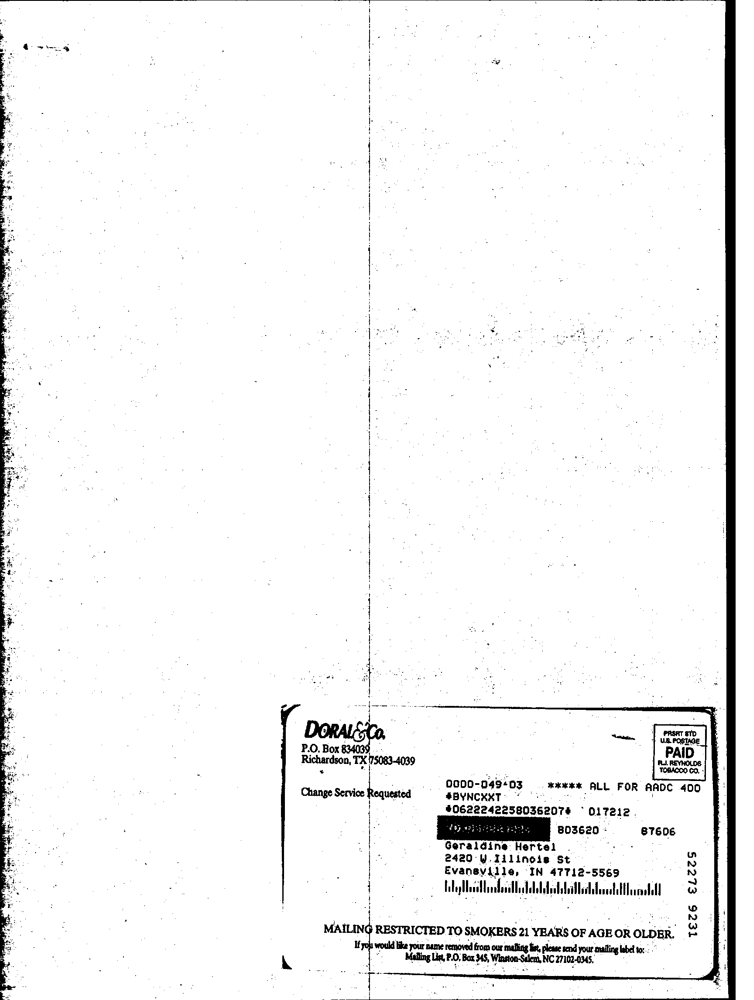 DORAL & Co.
P.O. Box 834039
Richardson, TX 75083-4039
Change Service Requested
PRSRT STD
U.S. POSTAGE
PAID
R.J. REYNOLDS
TOBACCO CO.
0000-049-03 ***** ALL FOR AADC 400
#BYNCXXT
*0622242258036207* 017212
803620 87606
Geraldine Hertel
2420 W Illinois St
Evansville, IN 47712-5569
52273 9231
MAILING RESTRICTED TO SMOKERS 21 YEARS OF AGE OR OLDER.
If you would like your name removed from our mailing list, please send your mailing label to:
Mailing List, P.O. Box 345, Winston-Salem, NC 27102-0345.